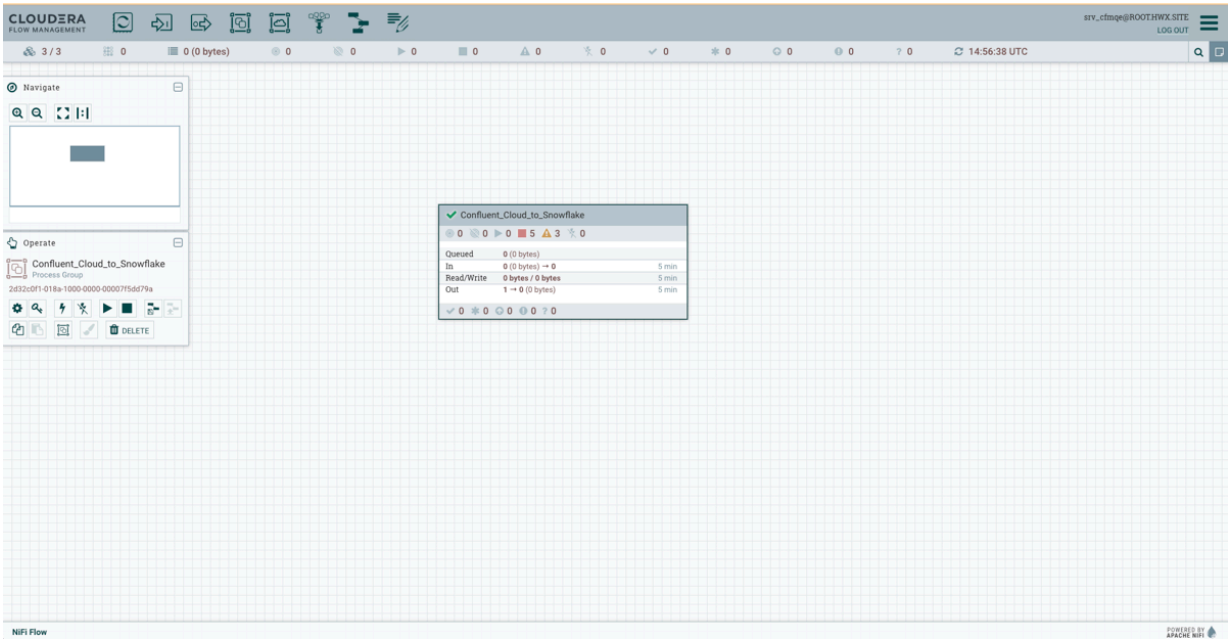 CLOUDERA
FLOW MANAGEMENT
srv_cfmqe@ROOT.HWX.SITE
LOG OUT
3 / 3 0 0 (0 bytes) 0 0 0 0 0 0 0 0 0 0 ? 0 14:56:38 UTC
Navigate
Operate
Confluent_Cloud_to_Snowflake
Process Group
2d32c0f1-018a-1000-0000-00007f5dd79a
DELETE
Confluent_Cloud_to_Snowflake
0 0 0 5 3 0
Queued 0 (0 bytes)
In 0 (0 bytes) → 0 5 min
Read/Write 0 bytes / 0 bytes 5 min
Out 1 → 0 (0 bytes) 5 min
0 0 0 0 ? 0
NiFi Flow
POWERED BY
APACHE NIFI